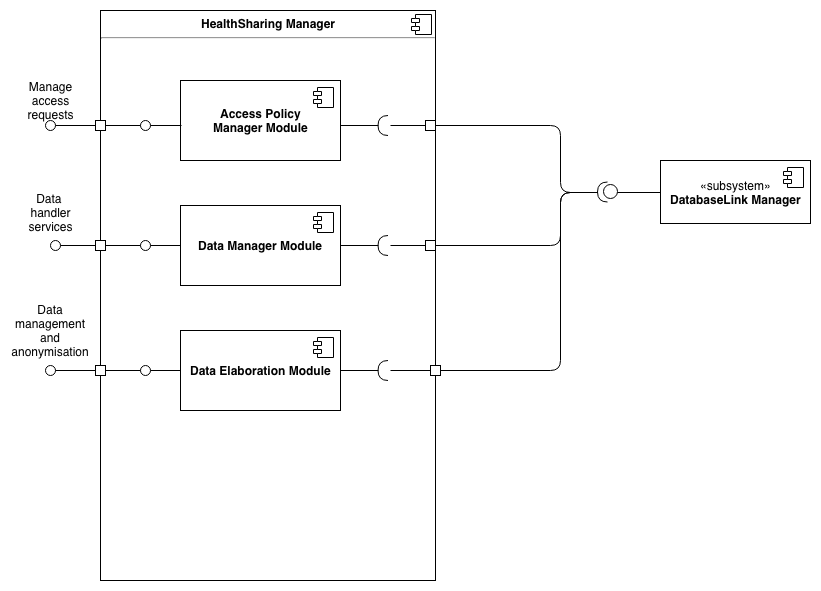 HealthSharing Manager
Manage
access
requests
Access Policy
Manager Module
«subsystem»
DatabaseLink Manager
Data
handler
services
Data Manager Module
Data
management
and
anonymisation
Data Elaboration Module